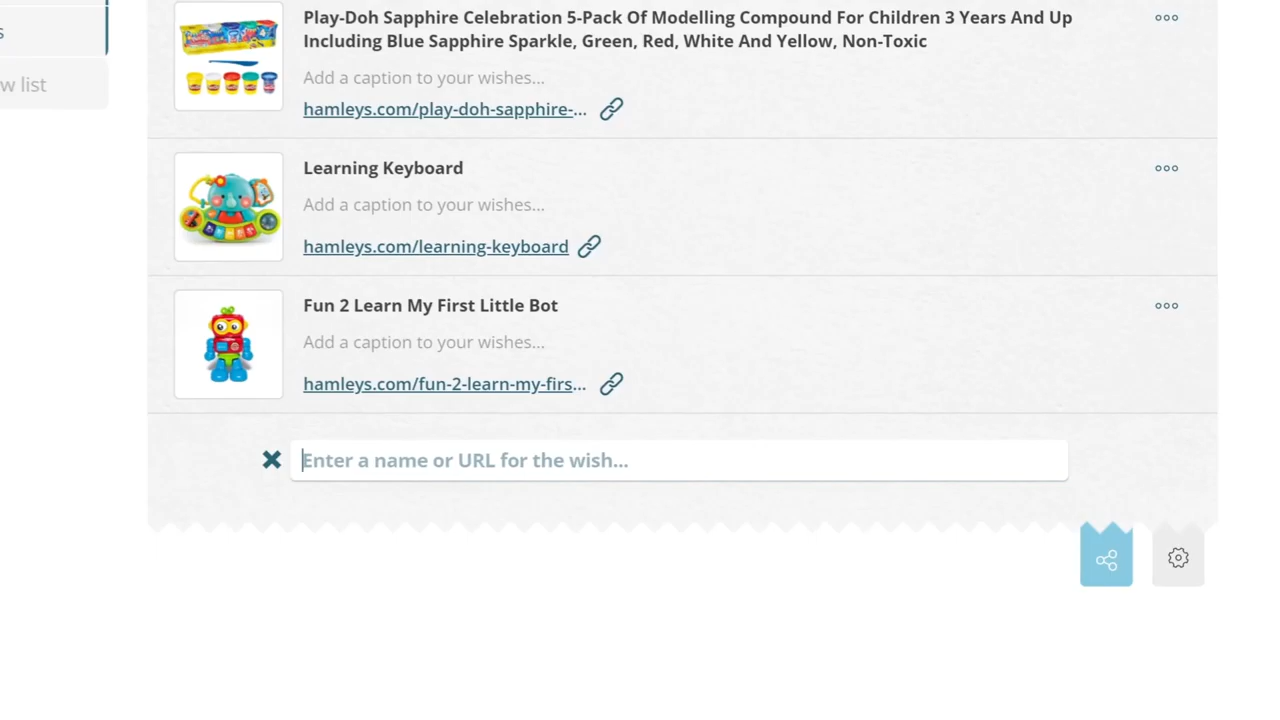 s
w list
Play-Doh Sapphire Celebration 5-Pack Of Modelling Compound For Children 3 Years And Up
Including Blue Sapphire Sparkle, Green, Red, White And Yellow, Non-Toxic
Add a caption to your wishes...
hamleys.com/play-doh-sapphire-...
Learning Keyboard
Add a caption to your wishes...
hamleys.com/learning-keyboard
Fun 2 Learn My First Little Bot
Add a caption to your wishes...
hamleys.com/fun-2-learn-my-firs...
Enter a name or URL for the wish...